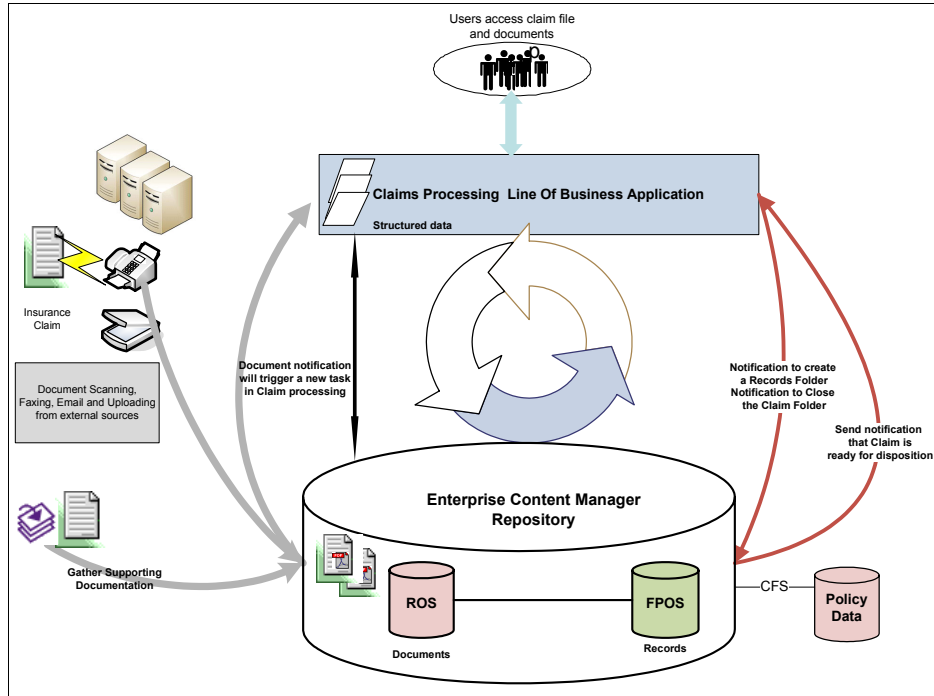 Users access claim file
and documents
p
Claims Processing Line Of Business Application
Structured data
Insurance
Claim
Document Scanning,
Faxing, Email and Uploading
from external sources
Document notification
will trigger a new task
in Claim processing
Notification to create
a Records Folder
Notification to Close
the Claim Folder
Send notification
that Claim is
ready for disposition
Gather Supporting
Documentation
Enterprise Content Manager
Repository
PDF
PDF
ROS
Documents
FPOS
Records
CFS
Policy
Data